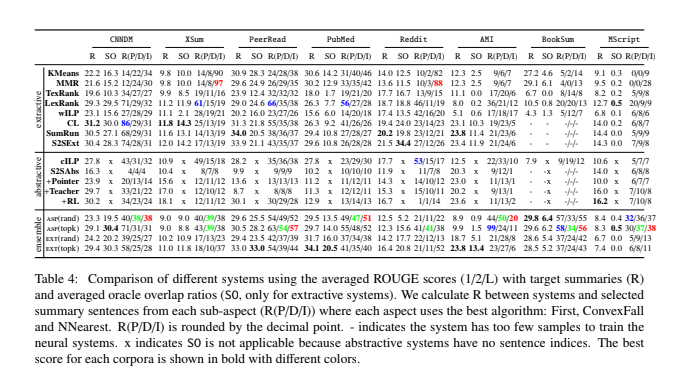 CNNDM XSum PeerRead PubMed Reddit AMI BookSum MScript
R SO R(P/D/I) R SO R(P/D/I) R SO R(P/D/I) R SO R(P/D/I) R SO R(P/D/I) R SO R(P/D/I) R SO R(P/D/I) R SO R(P/D/I)
extractive
KMeans 22.2 16.3 14/22/34 9.8 10.0 14/8/90 30.9 28.3 24/28/38 30.6 14.2 31/40/46 14.0 12.5 10/2/82 12.3 2.5 9/6/7 27.2 4.6 5/2/14 9.1 0.3 0/0/9
MMR 21.6 15.2 12/24/30 9.8 10.0 14/8/97 29.6 24.9 26/29/35 30.2 12.9 33/35/42 13.6 11.5 10/3/88 12.3 2.5 9/6/7 29.1 6.1 4/0/13 9.5 0.2 0/0/28
TexRank 19.6 10.3 34/27/27 9.9 8.5 19/11/16 23.9 12.4 32/32/32 18.0 1.7 19/21/20 17.7 16.7 13/9/15 11.1 0.0 17/20/6 6.7 0.0 8/14/8 8.2 0.2 5/9/8
LexRank 29.3 29.5 71/29/32 11.2 11.9 61/15/19 29.0 24.6 66/35/38 26.3 7.7 56/27/28 18.7 18.8 46/11/19 8.0 0.2 36/21/12 10.5 0.8 20/20/13 12.7 0.5 20/9/9
wILP 23.1 15.6 27/28/29 11.1 2.1 28/19/21 20.2 16.0 23/27/26 15.6 6.0 14/20/18 17.4 13.5 42/16/20 5.1 0.6 17/18/17 4.3 1.3 5/12/7 6.8 0.1 6/8/6
CL 31.2 30.0 86/29/31 11.8 14.3 25/13/19 31.3 21.8 55/35/38 26.3 9.2 41/26/26 19.4 24.0 23/14/23 23.1 10.3 19/23/5 - - -/-/- 14.0 0.2 6/8/7
SumRun 30.5 27.1 68/29/31 11.6 13.1 14/13/19 34.0 20.5 38/36/37 29.4 10.8 27/28/27 20.2 19.8 23/12/21 23.8 11.4 21/23/6 - - -/-/- 14.4 0.0 5/9/9
S2SExt 30.4 28.3 74/28/31 12.0 14.2 17/13/19 33.9 21.1 43/35/37 29.6 10.8 28/28/26 21.5 34.4 27/12/26 23.4 11.9 21/24/6 - - -/-/- 14.3 0.0 7/9/8
abstractive
cILP 27.8 x 43/31/32 10.9 x 49/15/18 28.2 x 35/36/38 27.8 x 23/29/30 17.7 x 53/15/17 12.5 x 22/33/10 7.9 x 9/19/12 10.6 x 5/7/7
S2SAbs 16.3 x 4/4/4 10.4 x 8/7/8 9.9 x 9/9/9 10.2 x 10/10/10 11.9 x 11/7/8 20.3 x 9/12/1 - -x -/-/- 14.0 x 6/8/8
+Pointer 23.9 x 20/13/14 15.6 x 12/11/12 13.6 x 13/13/13 11.2 x 11/12/11 14.3 x 14/10/12 23.0 x 11/13/1 - -x -/-/- 10.0 x 6/7/7
+Teacher 29.7 x 33/21/22 17.0 x 12/10/12 8.7 x 8/8/8 11.3 x 12/12/11 15.3 x 15/10/11 20.2 x 9/13/1 - -x -/-/- 16.0 x 7/10/8
+RL 30.2 x 34/23/24 18.1 x 12/11/12 30.1 x 30/29/28 12.9 x 13/14/13 16.7 x 1/1/14 23.6 x 11/13/2 - -x -/-/- 16.2 x 7/10/8
ensemble
ASP(rand) 23.3 19.5 40/38/38 9.0 9.0 40/39/38 29.6 25.5 54/49/52 29.5 13.5 49/47/51 12.5 5.2 21/11/22 8.9 0.9 44/50/20 29.8 6.4 57/33/55 8.4 0.4 32/36/37
ASP(topk) 29.1 30.4 71/31/31 9.0 8.8 43/39/38 30.5 28.2 63/54/57 29.7 14.0 55/48/52 12.3 15.6 41/41/38 1.5 99/24/11 29.6 6.2 58/34/56 8.3 0.5 30/37/38
EXT(rand) 24.2 20.2 39/25/27 10.2 10.9 17/13/23 29.4 23.5 42/37/39 31.7 16.0 37/34/38 14.2 17.7 22/12/13 18.7 5.1 21/28/8 28.6 5.4 37/24/42 6.7 0.0 5/9/13
EXT(topk) 29.4 30.3 58/25/28 11.0 11.8 18/10/37 33.0 33.0 54/39/44 34.1 20.5 41/35/40 16.4 20.8 21/11/52 23.8 13.4 23/27/6 28.5 5.2 37/24/43 7.4 0.0 6/8/11
Table 4: Comparison of different systems using the averaged ROUGE scores (1/2/L) with target summaries (R)
and averaged oracle overlap ratios (SO, only for extractive systems). We calculate R between systems and selected
summary sentences from each sub-aspect (R(P/D/I)) where each aspect uses the best algorithm: First, ConvexFall
and NNearest. R(P/D/I) is rounded by the decimal point. - indicates the system has too few samples to train the
neural systems. x indicates SO is not applicable because abstractive systems have no sentence indices. The best
score for each corpora is shown in bold with different colors.